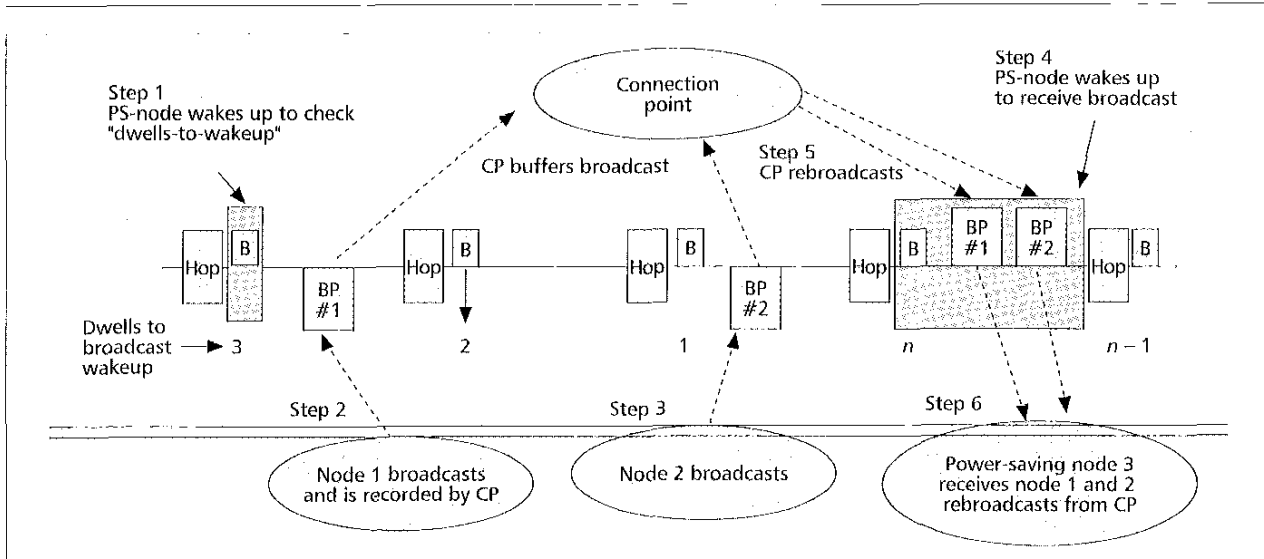 Step 1
PS-node wakes up to check
"dwells-to-wakeup"
Connection
point
Step 4
PS-node wakes up
to receive broadcast
CP buffers broadcast
Step 5
CP rebroadcasts
Hop
B
BP
#1
Hop
B
Hop
B
BP
#2
Hop
B
BP
#1
BP
#2
Hop
B
Dwells to
broadcast
wakeup
3
2
1
n
n – 1
Step 2
Step 3
Step 6
Node 1 broadcasts
and is recorded by CP
Node 2 broadcasts
Power-saving node 3
receives node 1 and 2
rebroadcasts from CP